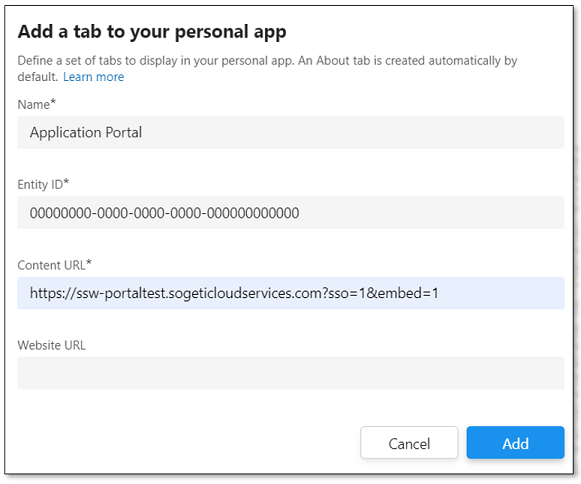 Add a tab to your personal app
Define a set of tabs to display in your personal app. An About tab is created automatically by
default. Learn more
Name*
Application Portal
Entity ID*
00000000-0000-0000-0000-000000000000
Content URL*
https://ssw-portaltest.sogeticloudservices.com?sso=1&embed=1
Website URL
Cancel
Add